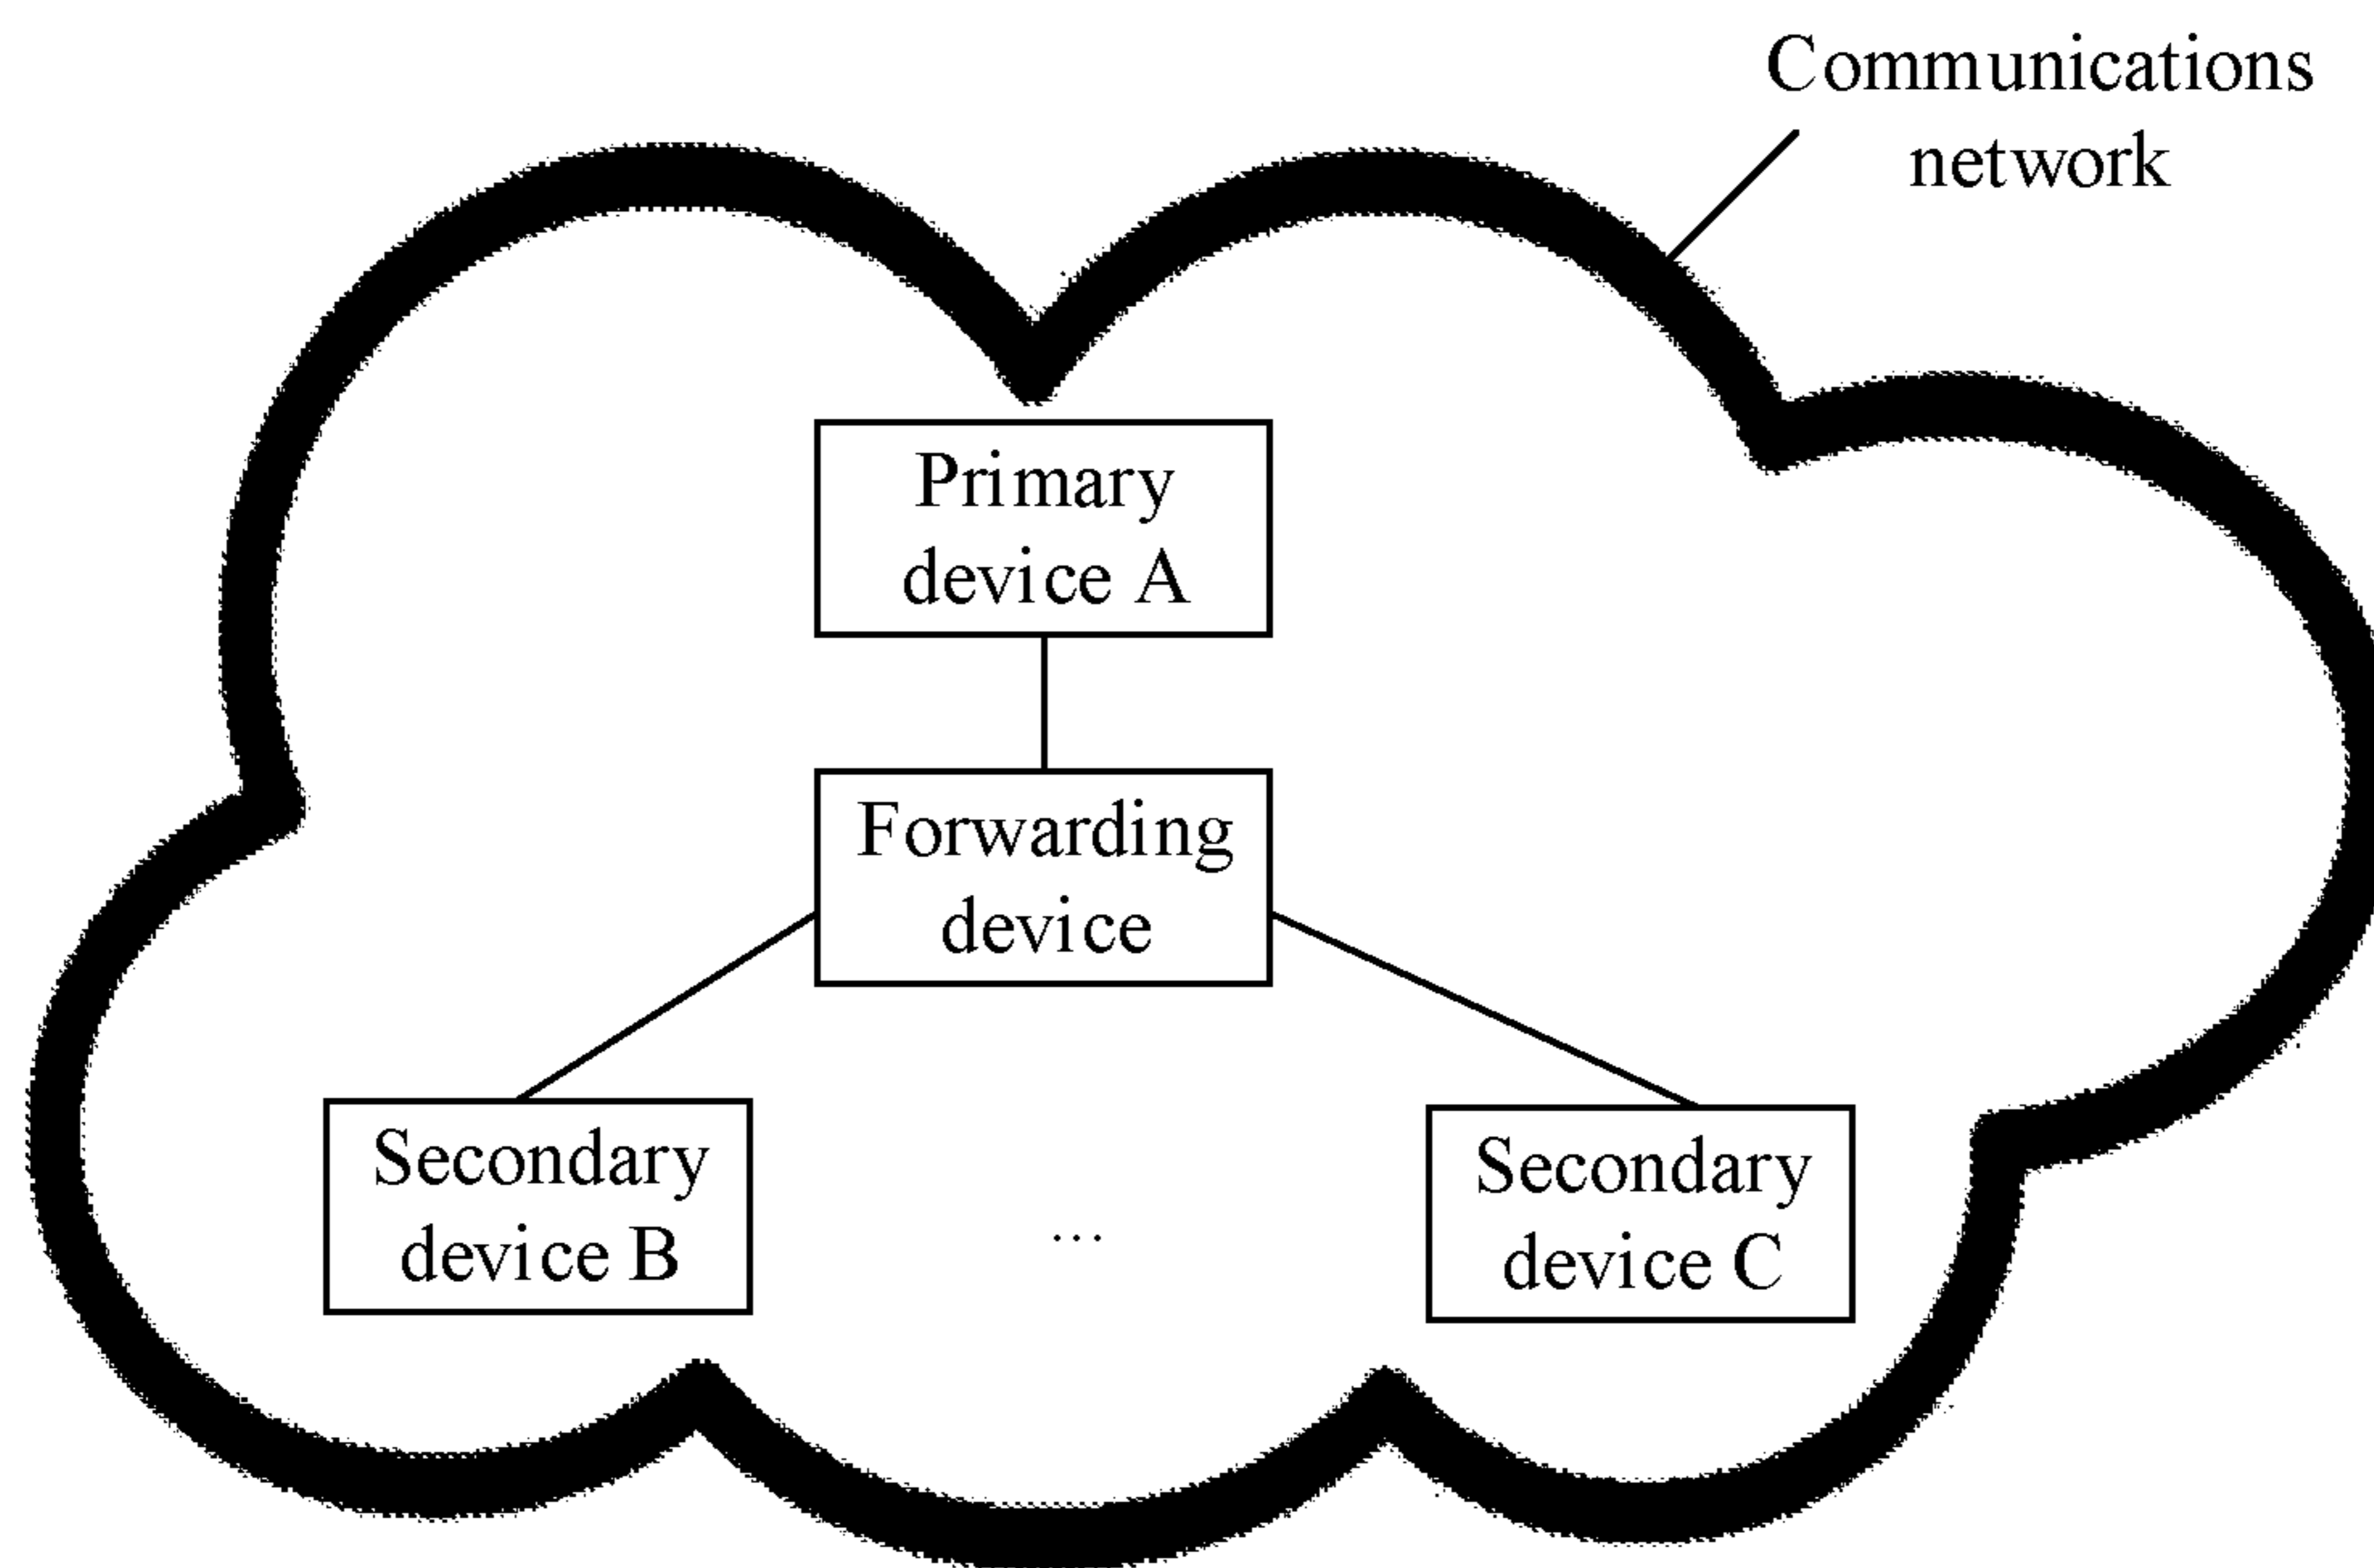 Communications
network
Primary
device A
Forwarding
device
Secondary
device B
...
Secondary
device C